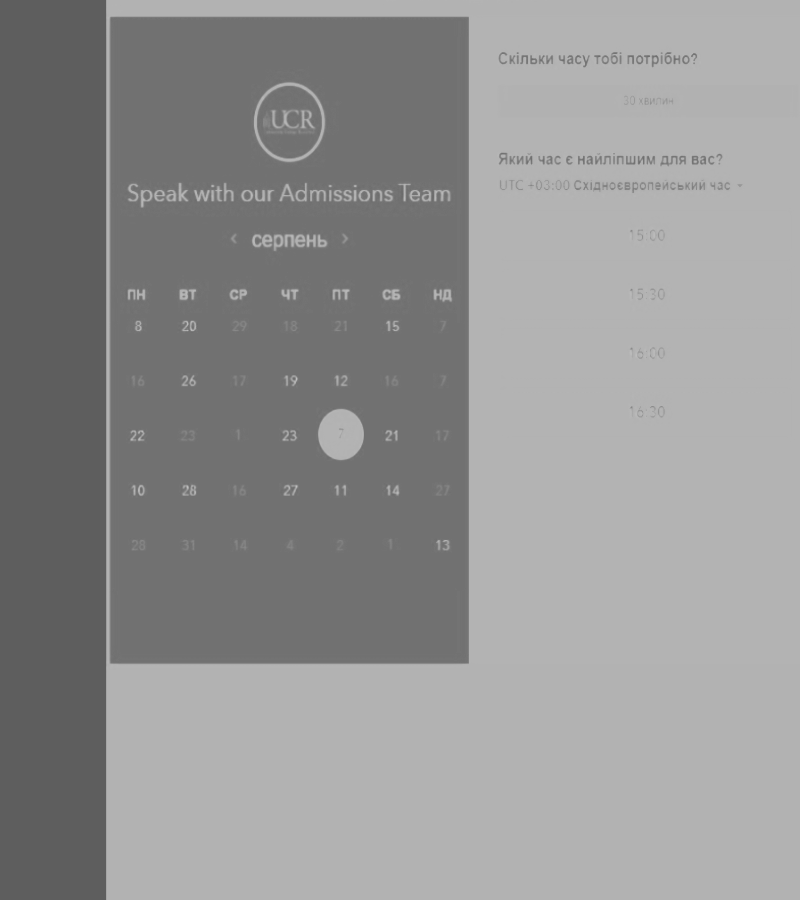 UCR
Speak with our Admissions Team
‹ серпень ›
ПН ВТ СР ЧТ ПТ СБ НД
8 20 29 18 21 15 7
16 26 17 19 12 16 7
22 23 1 23 7 21 17
10 28 16 27 11 14 27
28 31 14 4 2 1 13
Скільки часу тобі потрібно?
30 хвилин
Який час є найліпшим для вас?
UTC +03:00 Східноєвропейський час
15:00
15:30
16:00
16:30